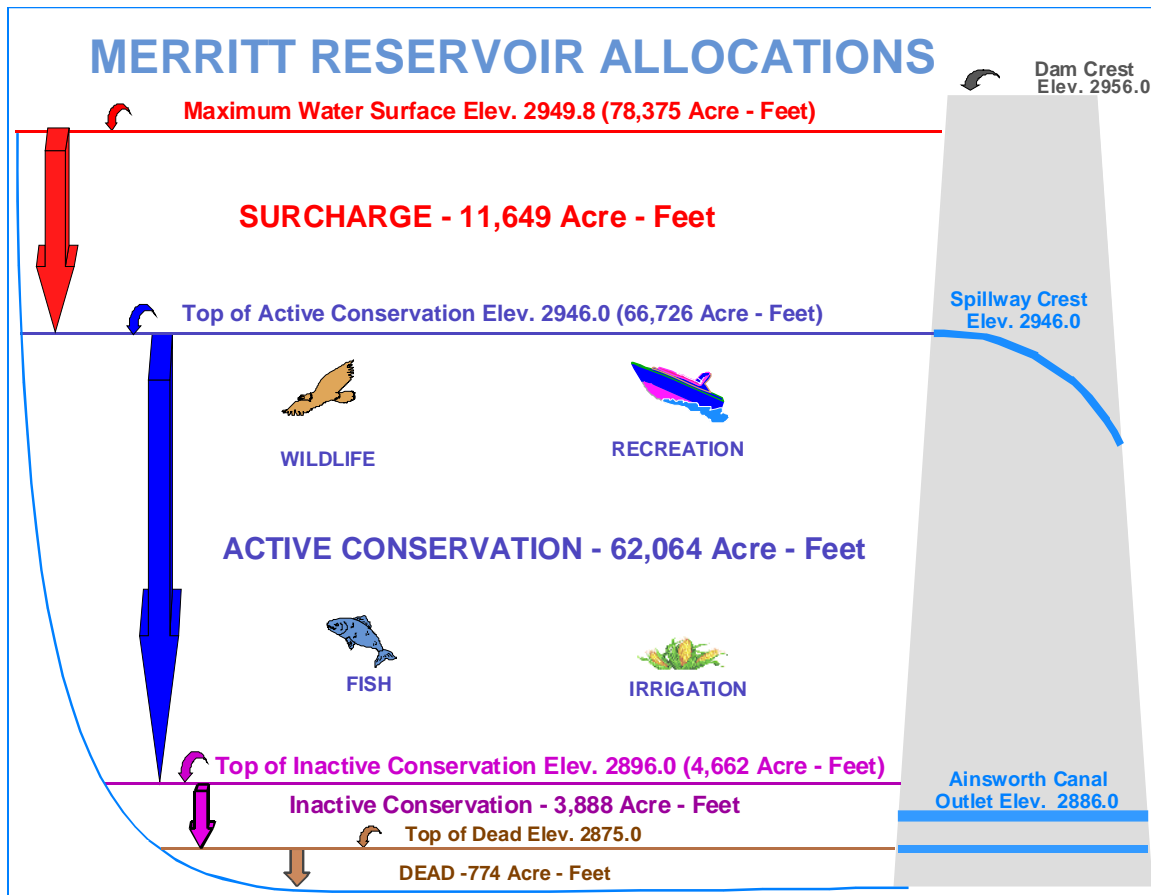 MERRITT RESERVOIR ALLOCATIONS
Dam Crest
Elev. 2956.0
Maximum Water Surface Elev. 2949.8 (78,375 Acre - Feet)
SURCHARGE - 11,649 Acre - Feet
Top of Active Conservation Elev. 2946.0 (66,726 Acre - Feet)
Spillway Crest
Elev. 2946.0
WILDLIFE
RECREATION
ACTIVE CONSERVATION - 62,064 Acre - Feet
FISH
IRRIGATION
Top of Inactive Conservation Elev. 2896.0 (4,662 Acre - Feet)
Ainsworth Canal
Outlet Elev. 2886.0
Inactive Conservation - 3,888 Acre - Feet
Top of Dead Elev. 2875.0
DEAD -774 Acre - Feet